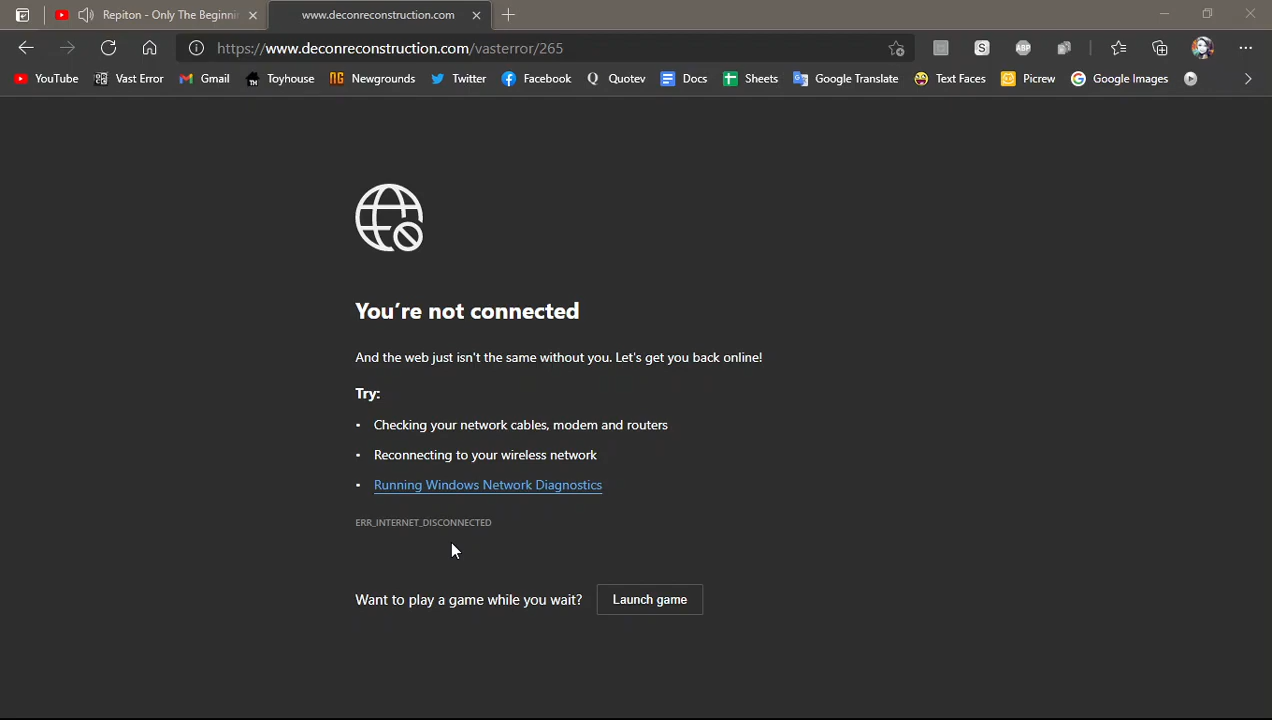 Repiton - Only The Beginni
www.deconreconstruction.com
https://www.deconreconstruction.com/vasterror/265
S
ABP
YouTube
Vast Error
Gmail
TH
Toyhouse
NG
Newgrounds
Twitter
Facebook
Q
Quotev
Docs
Sheets
Google Translate
Text Faces
Picrew
Google Images
You’re not connected
And the web just isn't the same without you. Let's get you back online!
Try:
• Checking your network cables, modem and routers
• Reconnecting to your wireless network
• Running Windows Network Diagnostics
ERR_INTERNET_DISCONNECTED
Want to play a game while you wait?
Launch game